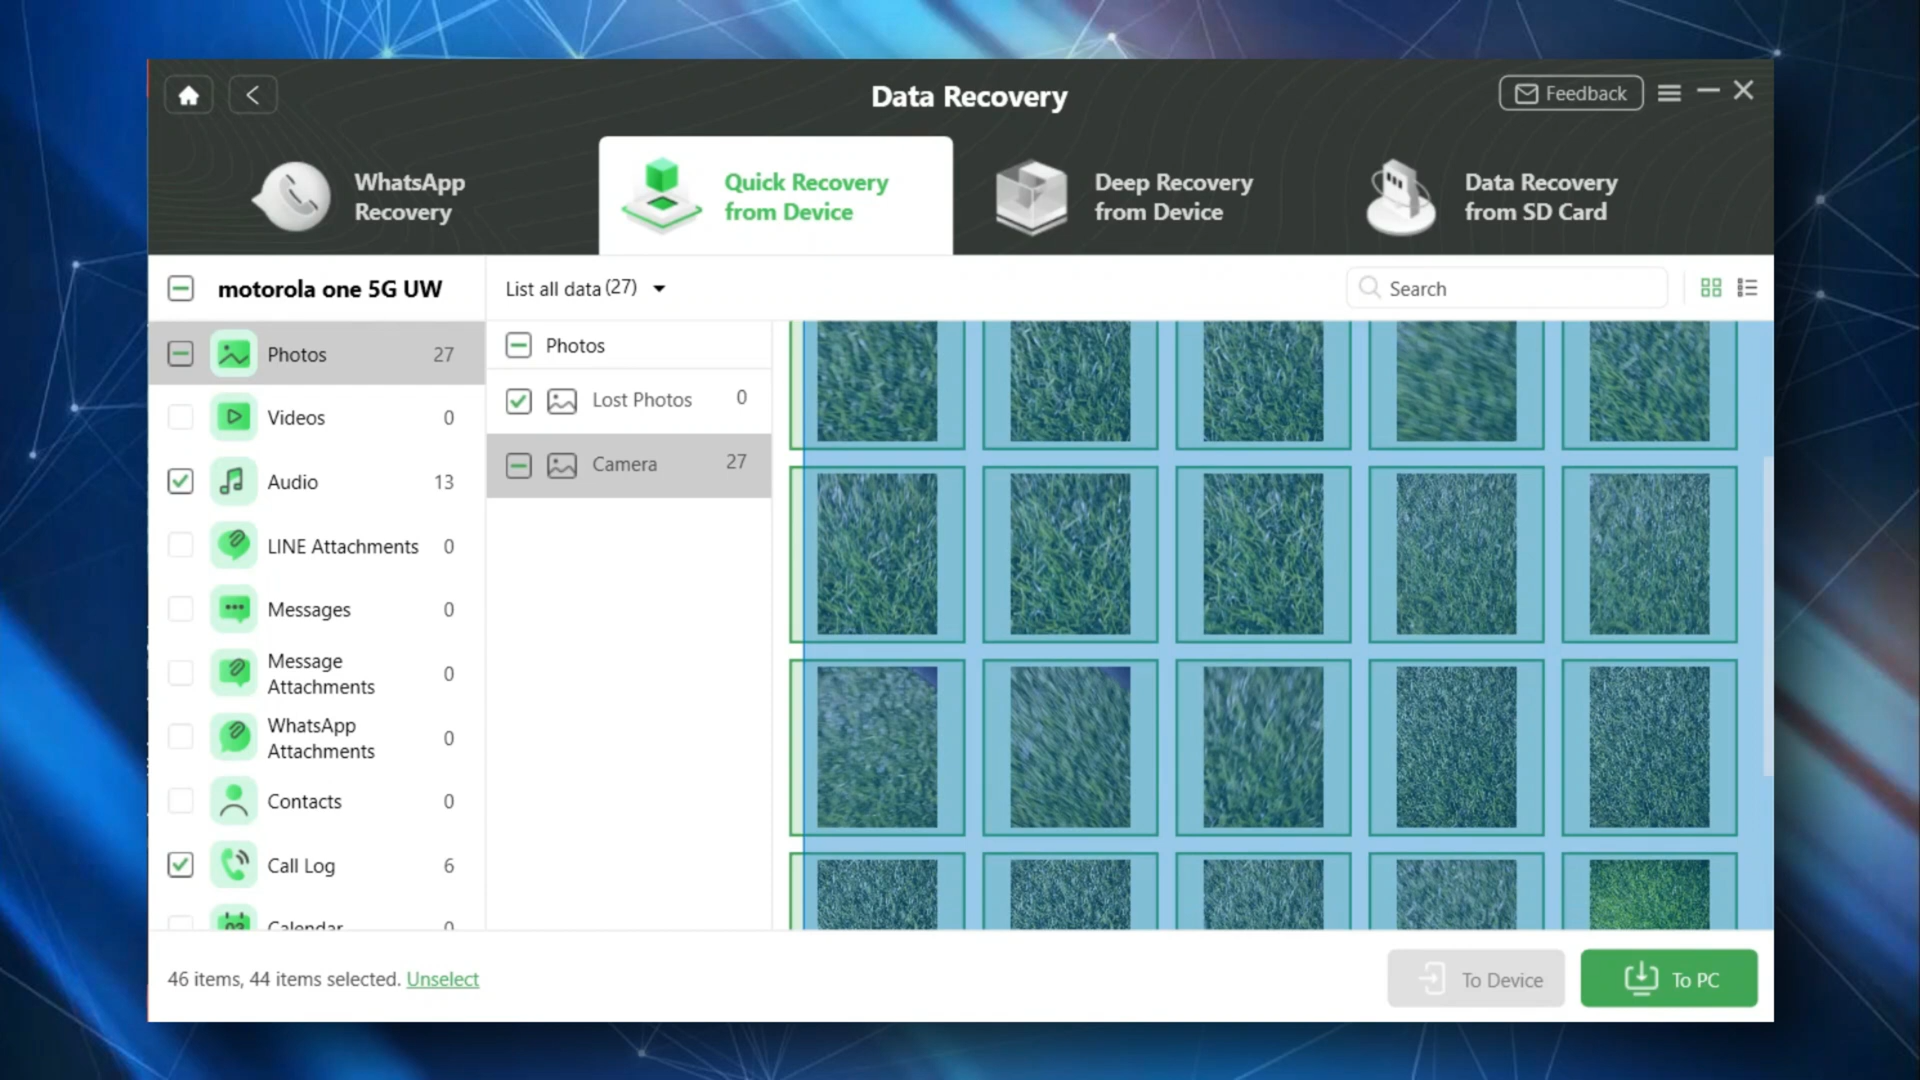 Data Recovery
Feedback
WhatsApp
Recovery
Quick Recovery
from Device
Deep Recovery
from Device
Data Recovery
from SD Card
motorola one 5G UW
List all data (27)
Search
Photos 27
Videos 0
Audio 13
LINE Attachments 0
Messages 0
Message
Attachments 0
WhatsApp
Attachments 0
Contacts 0
Call Log 6
Calendar 0
Photos
Lost Photos 0
Camera 27
46 items, 44 items selected. Unselect
To Device
To PC